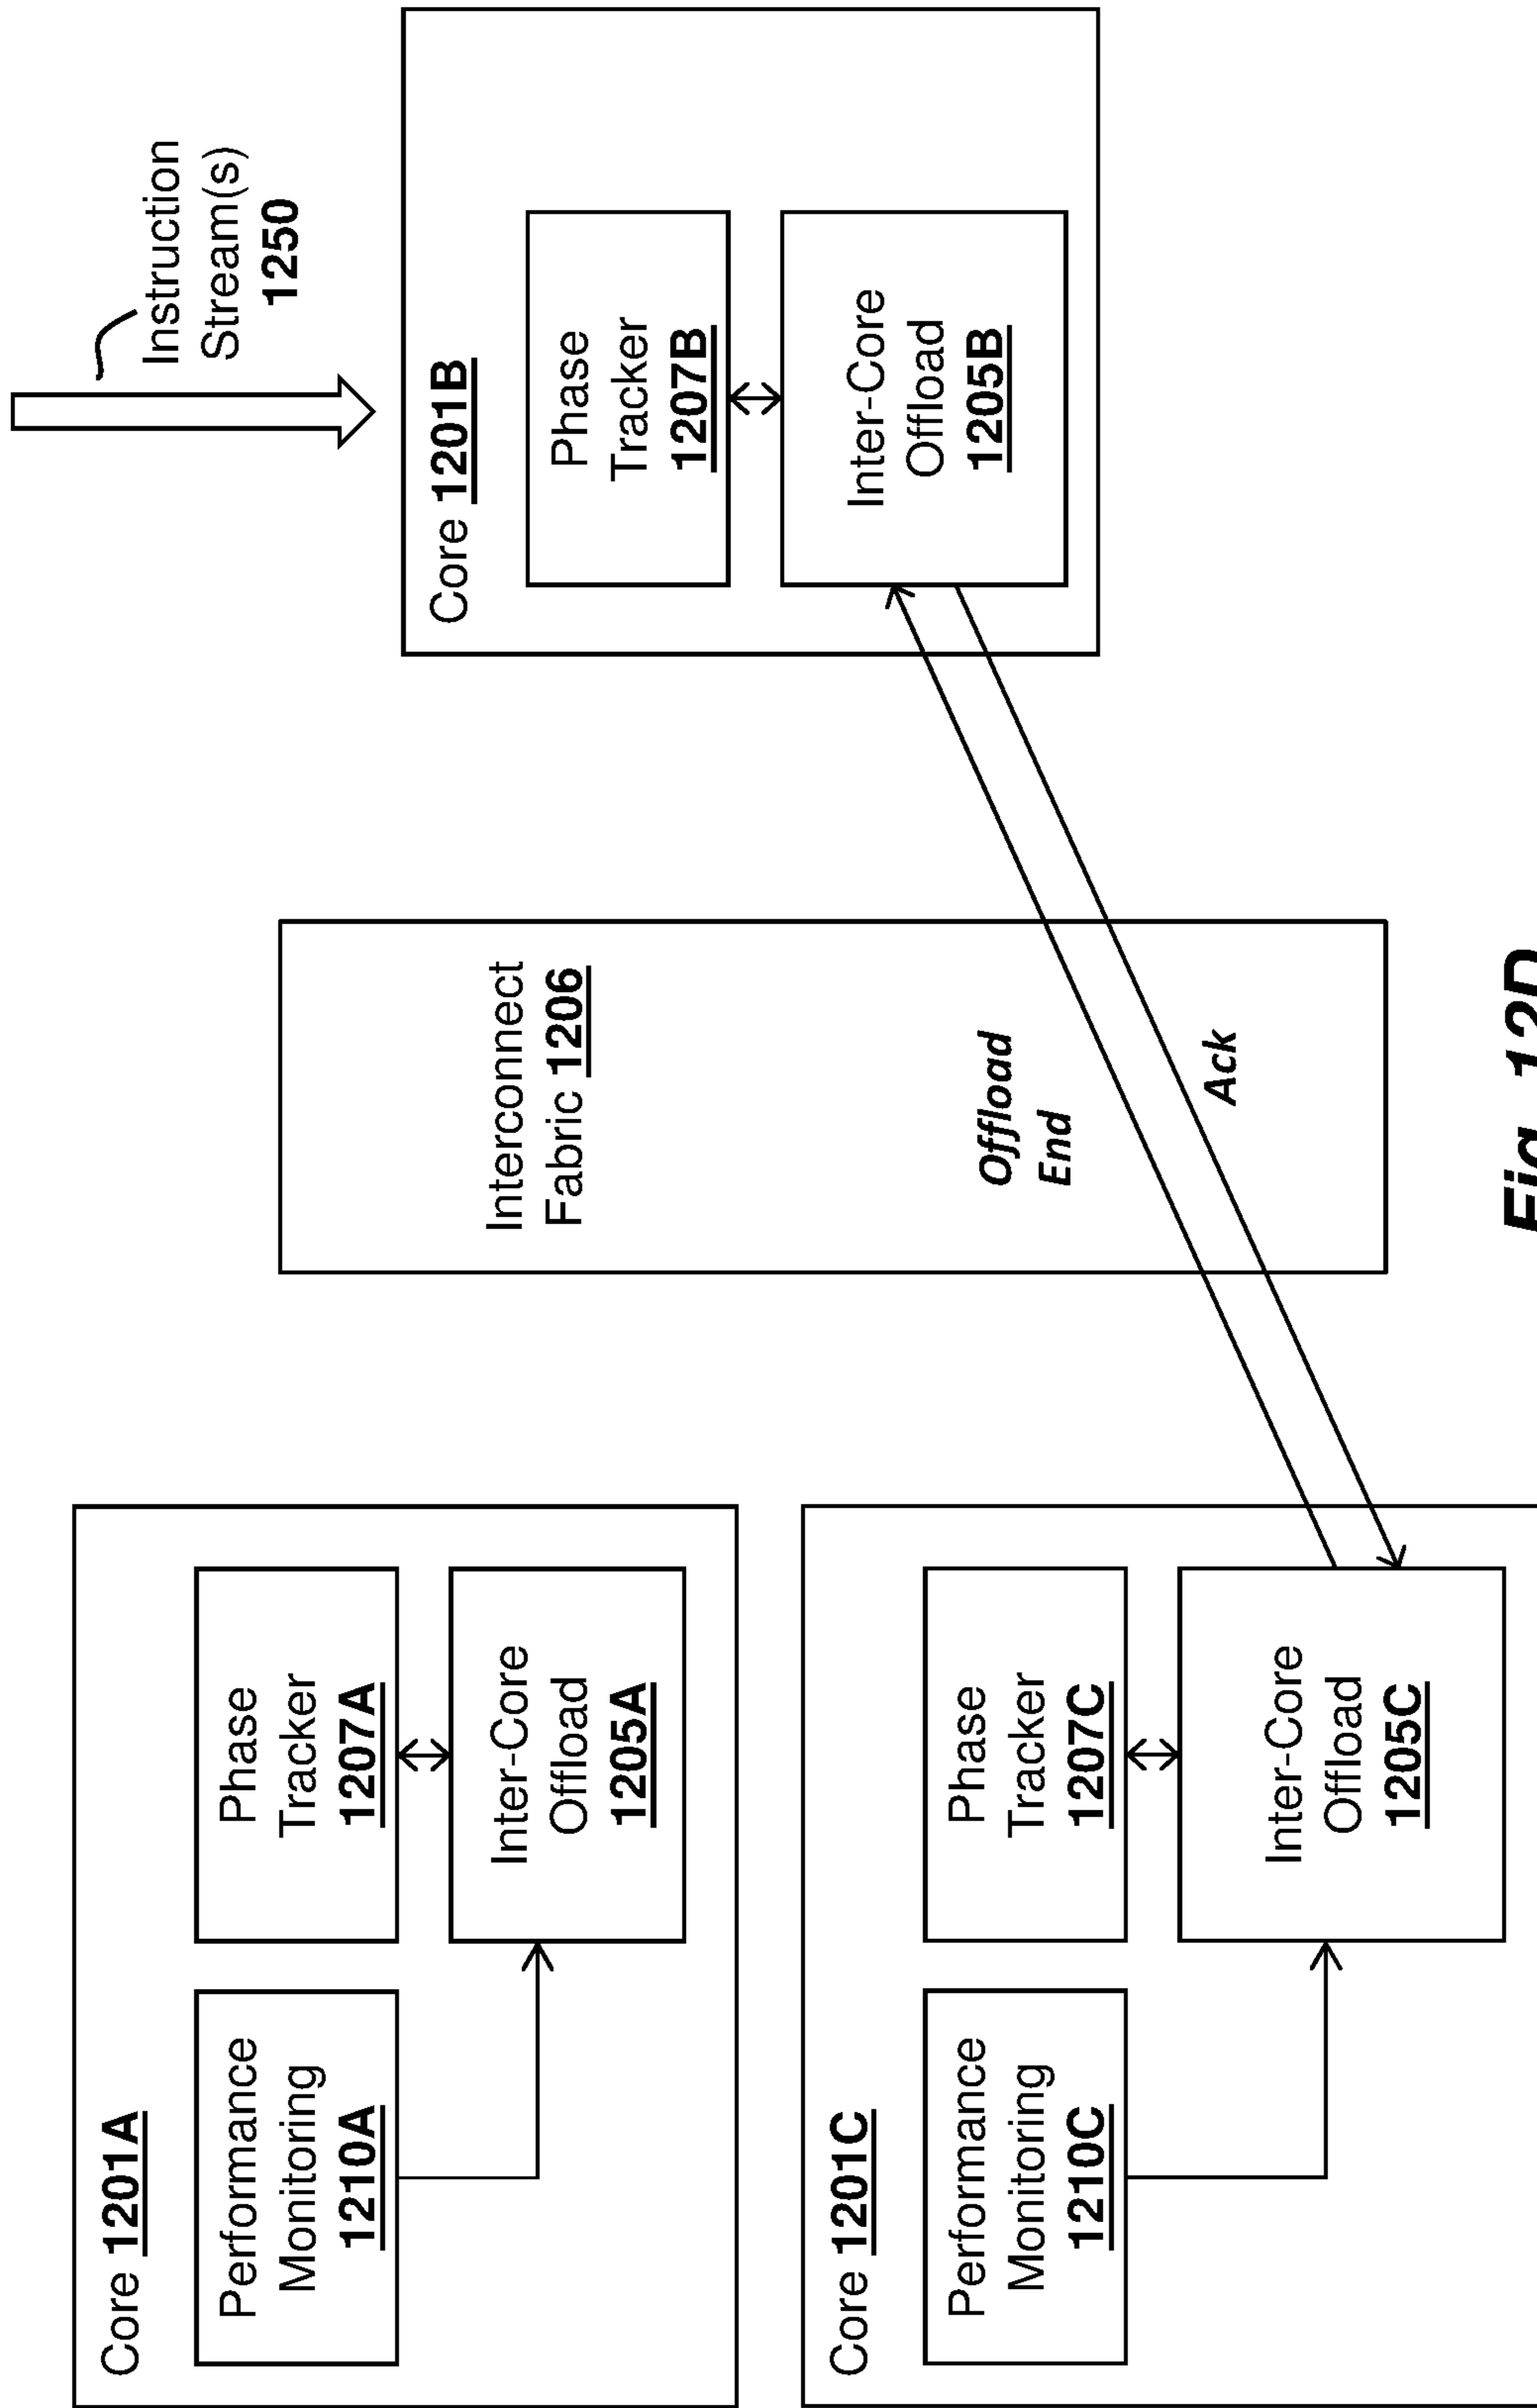 Core 1201A
Performance
Monitoring
1210A
Phase
Tracker
1207A
Inter-Core
Offload
1205A
Core 1201C
Performance
Monitoring
1210C
Phase
Tracker
1207C
Inter-Core
Offload
1205C
Interconnect
Fabric 1206
Offload
End
Ack
Instruction
Stream(s)
1250
Core 1201B
Phase
Tracker
1207B
Inter-Core
Offload
1205B
Fig. 12D